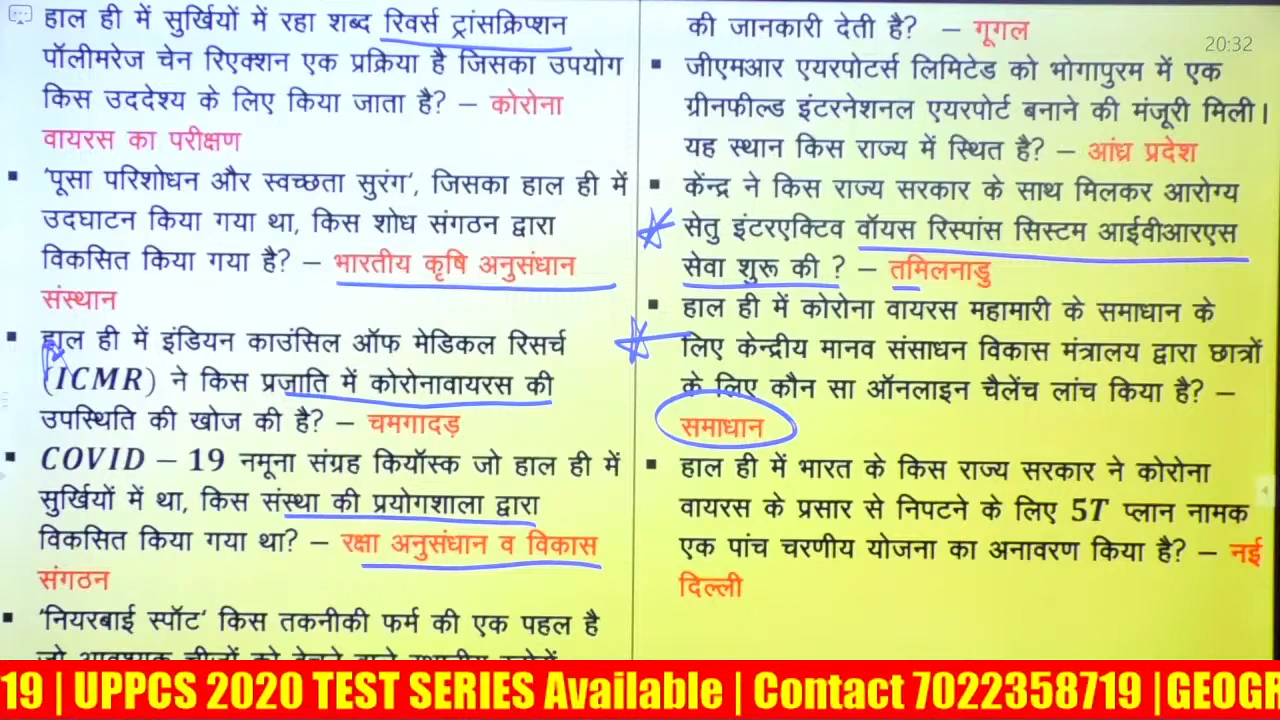 हाल ही में सुर्खियों में रहा शब्द रिवर्स ट्रांसक्रिप्शन
पॉलीमरेज चेन रिएक्शन एक प्रक्रिया है जिसका उपयोग
किस उददेश्य के लिए किया जाता है? – कोरोना
वायरस का परीक्षण
▪ 'पूसा परिशोधन और स्वच्छता सुरंग', जिसका हाल ही में
उदघाटन किया गया था, किस शोध संगठन द्वारा
विकसित किया गया है? – भारतीय कृषि अनुसंधान
संस्थान
▪ हाल ही में इंडियन काउंसिल ऑफ मेडिकल रिसर्च
(ICMR) ने किस प्रजाति में कोरोनावायरस की
उपस्थिति की खोज की है? – चमगादड़
▪ COVID – 19 नमूना संग्रह कियॉस्क जो हाल ही में
सुर्खियों में था, किस संस्था की प्रयोगशाला द्वारा
विकसित किया गया था? – रक्षा अनुसंधान व विकास
संगठन
▪ 'नियरबाई स्पॉट' किस तकनीकी फर्म की एक पहल है
की जानकारी देती है? – गूगल
20:32
▪ जीएमआर एयरपोटर्स लिमिटेड को भोगापुरम में एक
ग्रीनफील्ड इंटरनेशनल एयरपोर्ट बनाने की मंजूरी मिली।
यह स्थान किस राज्य में स्थित है? – आंध्र प्रदेश
▪ केंन्द्र ने किस राज्य सरकार के साथ मिलकर आरोग्य
सेतु इंटरएक्टिव वॉयस रिस्पांस सिस्टम आईवीआरएस
सेवा शुरू की ? – तमिलनाडु
▪ हाल ही में कोरोना वायरस महामारी के समाधान के
लिए केन्द्रीय मानव संसाधन विकास मंत्रालय द्वारा छात्रों
के लिए कौन सा ऑनलाइन चैलेंच लांच किया है? –
समाधान
▪ हाल ही में भारत के किस राज्य सरकार ने कोरोना
वायरस के प्रसार से निपटने के लिए 5T प्लान नामक
एक पांच चरणीय योजना का अनावरण किया है? – नई
दिल्ली
19 | UPPCS 2020 TEST SERIES Available | Contact 7022358719 |GEOGR